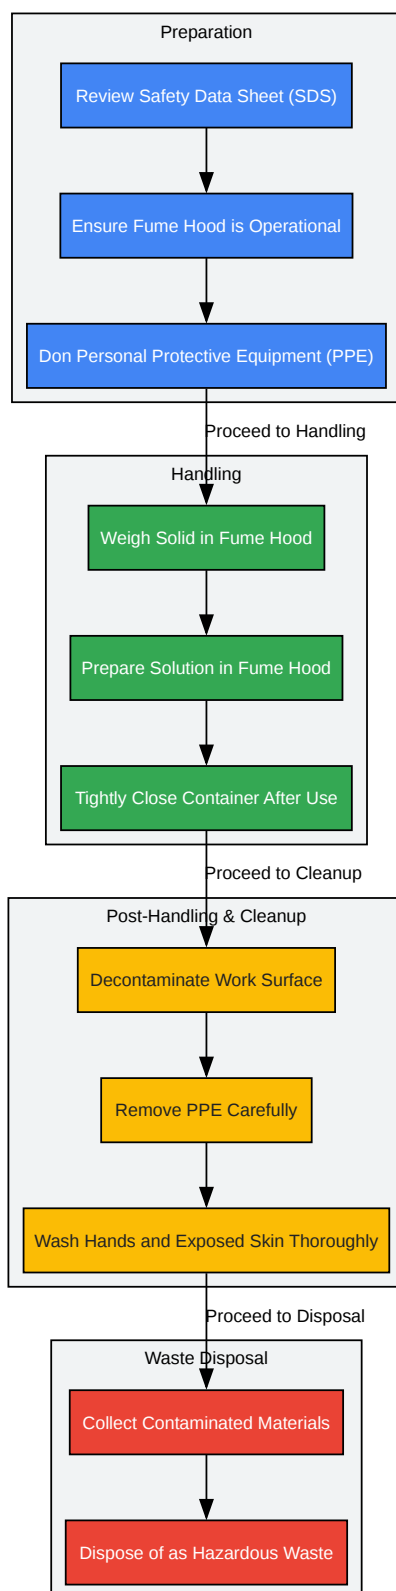 Preparation
Review Safety Data Sheet (SDS)
Ensure Fume Hood is Operational
Don Personal Protective Equipment (PPE)
Proceed to Handling
Handling
Weigh Solid in Fume Hood
Prepare Solution in Fume Hood
Tightly Close Container After Use
Proceed to Cleanup
Post-Handling & Cleanup
Decontaminate Work Surface
Remove PPE Carefully
Wash Hands and Exposed Skin Thoroughly
Proceed to Disposal
Waste Disposal
Collect Contaminated Materials
Dispose of as Hazardous Waste